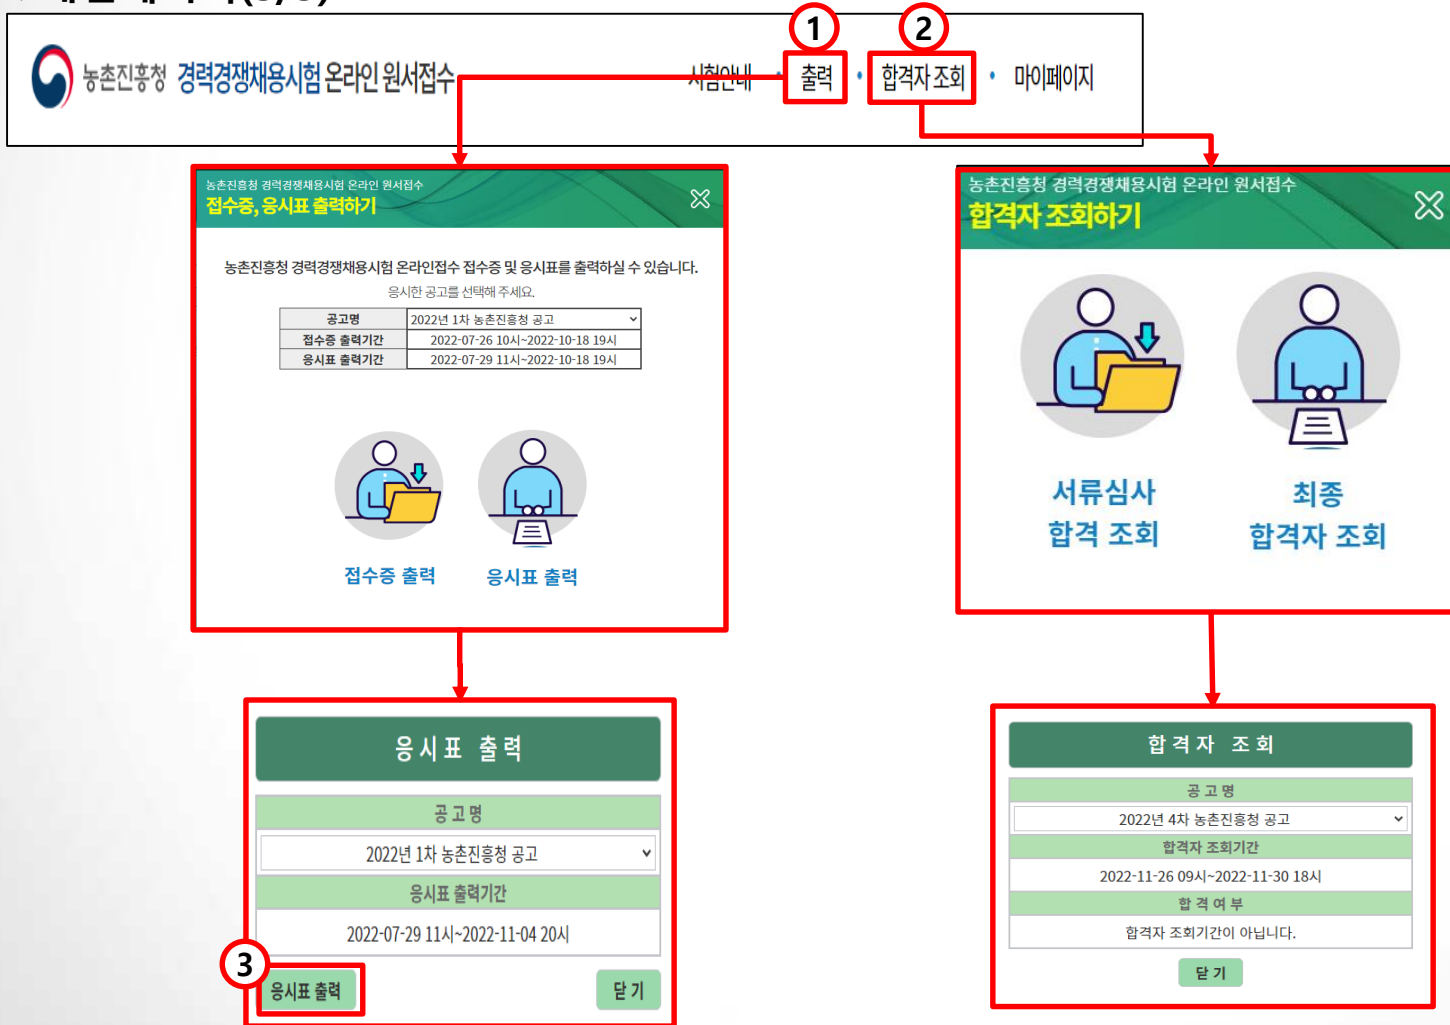 1
2
농촌진흥청 경력경쟁채용시험 온라인 원서접수
시험안내 • 출력 • 합격자 조회 • 마이페이지
농촌진흥청 경력경쟁채용시험 온라인 원서접수
접수증, 응시표 출력하기
농촌진흥청 경력경쟁채용시험 온라인접수 접수증 및 응시표를 출력하실 수 있습니다.
응시한 공고를 선택해 주세요.
공고명 2022년 1차 농촌진흥청 공고
접수증 출력기간 2022-07-26 10시~2022-10-18 19시
응시표 출력기간 2022-07-29 11시~2022-10-18 19시
접수증 출력
응시표 출력
농촌진흥청 경력경쟁채용시험 온라인 원서접수
합격자 조회하기
서류심사
합격 조회
최종
합격자 조회
응시표 출력
공고명
2022년 1차 농촌진흥청 공고
응시표 출력기간
2022-07-29 11시~2022-11-04 20시
3
응시표 출력
닫기
합격자 조회
공고명
2022년 4차 농촌진흥청 공고
합격자 조회기간
2022-11-26 09시~2022-11-30 18시
합격여부
합격자 조회기간이 아닙니다.
닫기